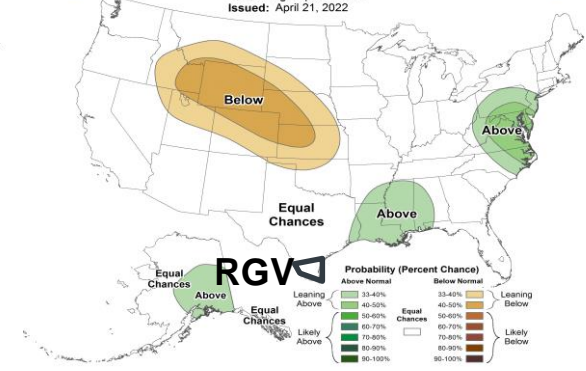 Issued: April 21, 2022
Below
Above
Equal
Chances
Above
RGV
Equal
Chances
Above
Equal
Chances
Probability (Percent Chance)
Above Normal
Below Normal
Leaning
Above
33-40%
40-50%
50-60%
60-70%
70-80%
80-90%
90-100%
Likely
Above
Equal
Chances
33-40%
40-50%
50-60%
60-70%
70-80%
80-90%
90-100%
Leaning
Below
Likely
Below